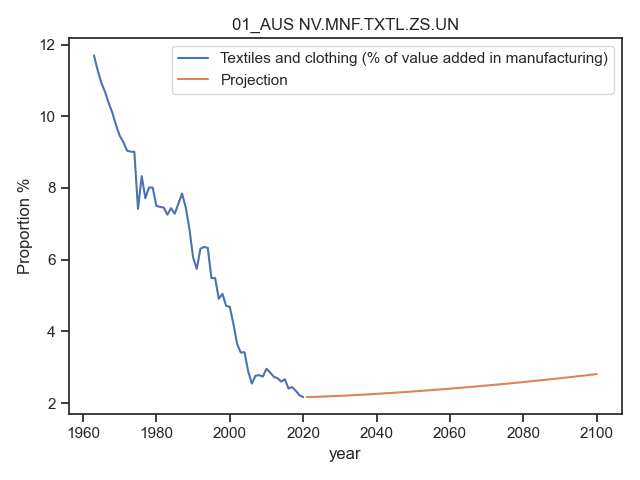 01_AUS NV.MNF.TXTL.ZS.UN
Textiles and clothing (% of value added in manufacturing)
Projection
Proportion %
12
10
8
6
4
2
1960 1980 2000 2020 2040 2060 2080 2100
year